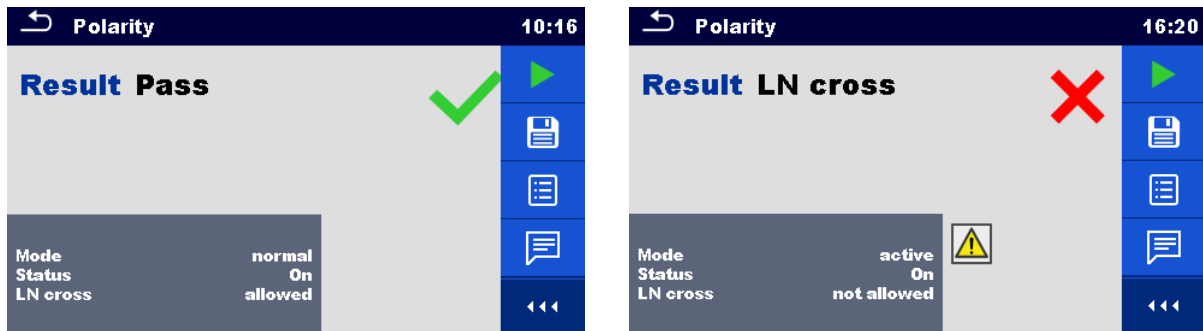 Polarity 10:16
Result Pass
Mode normal
Status On
LN cross allowed
Polarity 16:20
Result LN cross
Mode active
Status On
LN cross not allowed